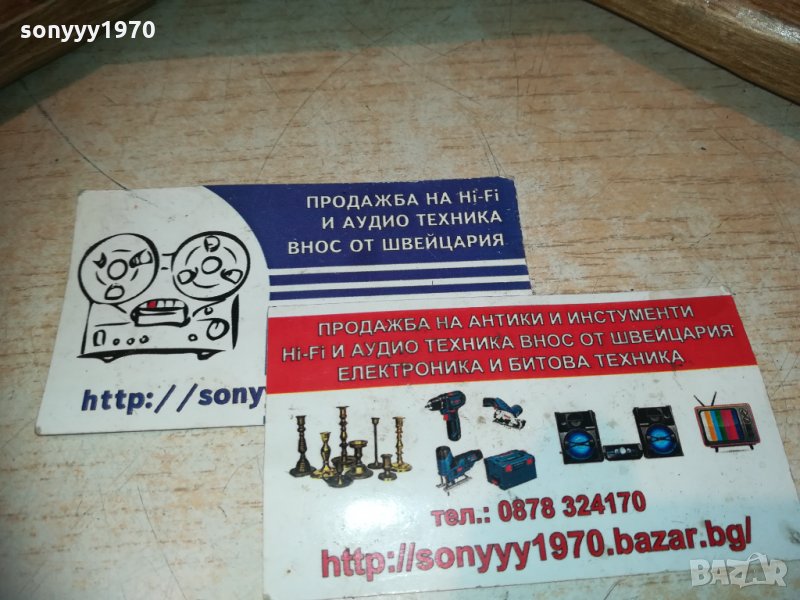 sonyyy1970
ПРОДАЖБА НА Hi-Fi
И АУДИО ТЕХНИКА
ВНОС ОТ ШВЕЙЦАРИЯ
http://sony
ПРОДАЖБА НА АНТИКИ И ИНСТУМЕНТИ
Hi-Fi И АУДИО ТЕХНИКА ВНОС ОТ ШВЕЙЦАРИЯ
ЕЛЕКТРОНИКА И БИТОВА ТЕХНИКА
тел.: 0878 324170
http://sonyyy1970.bazar.bg/
BAZAR